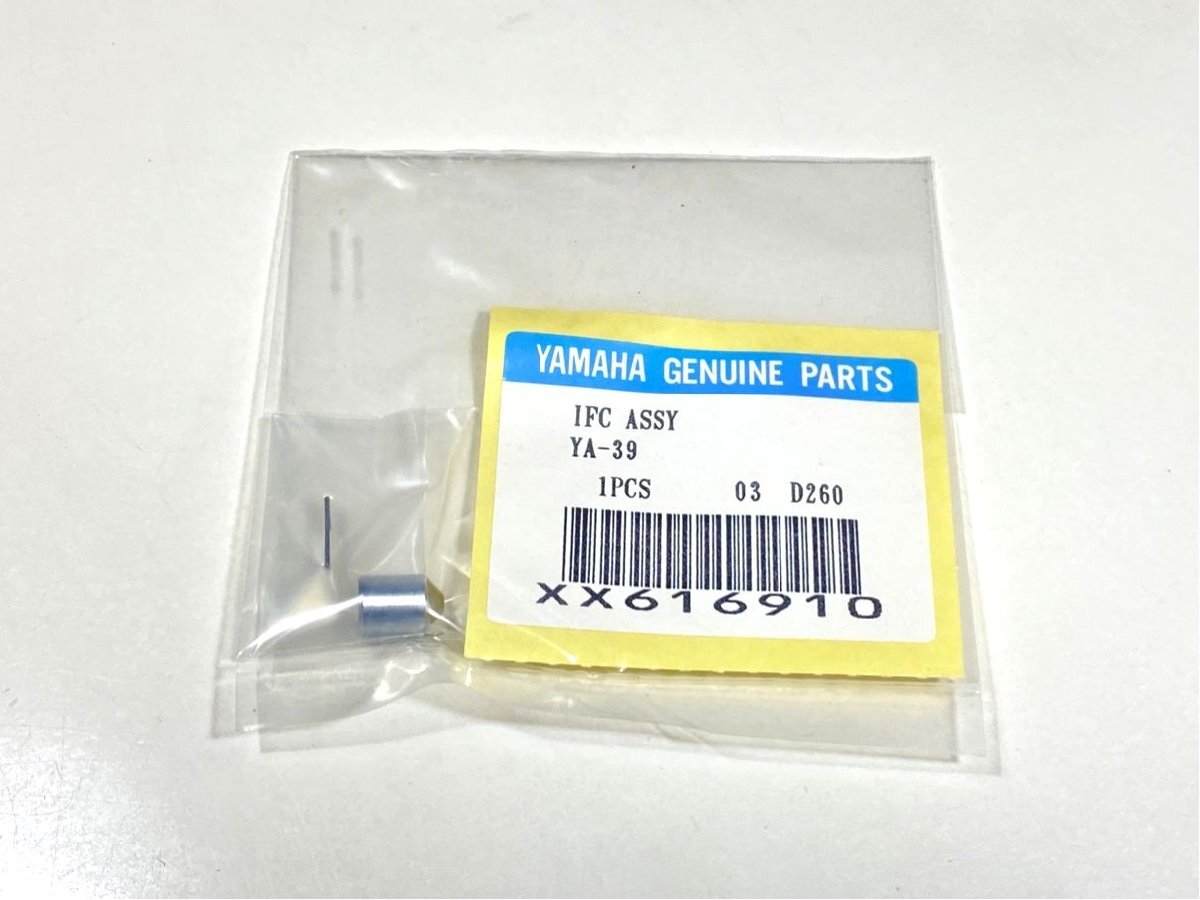 YAMAHA GENUINE PARTS
IFC ASSY
YA-39
1PCS 03 D260
XX616910